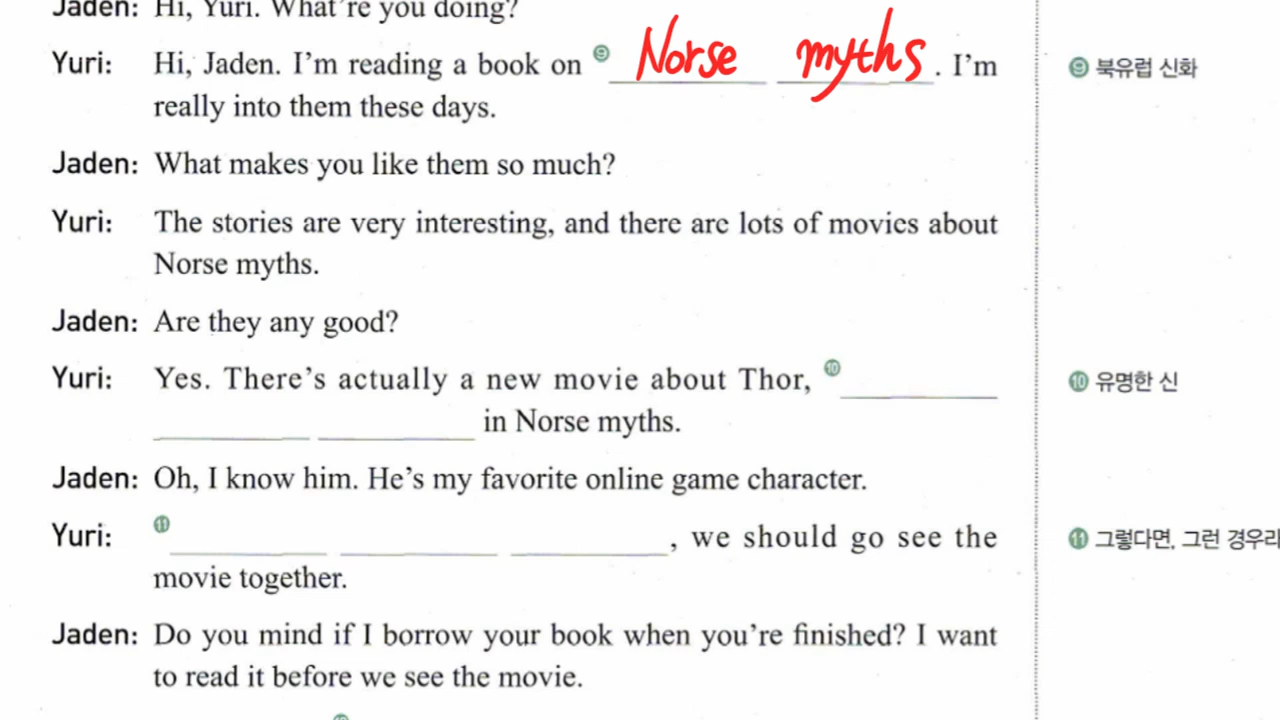 Jaden: Hi, Yuri. What're you doing?
Yuri: Hi, Jaden. I'm reading a book on ⑨ Norse myths. I'm
really into them these days.
⑨ 북유럽 신화
Jaden: What makes you like them so much?
Yuri: The stories are very interesting, and there are lots of movies about
Norse myths.
Jaden: Are they any good?
Yuri: Yes. There's actually a new movie about Thor, ⑩
in Norse myths.
⑩ 유명한 신
Jaden: Oh, I know him. He's my favorite online game character.
Yuri: ⑪ , we should go see the
movie together.
⑪ 그렇다면, 그런 경우라
Jaden: Do you mind if I borrow your book when you're finished? I want
to read it before we see the movie.